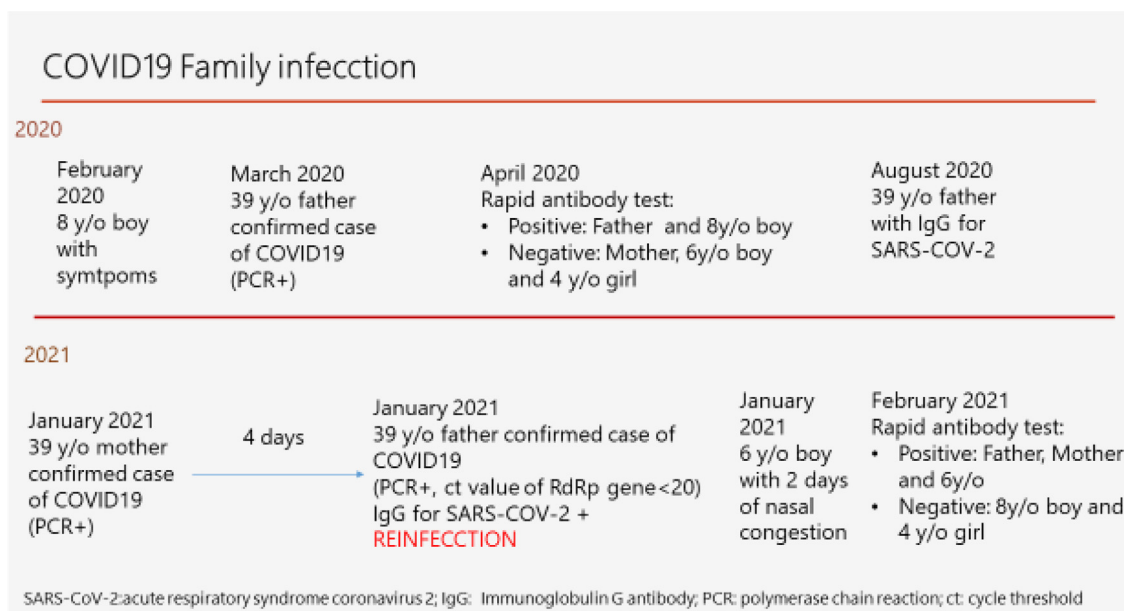 COVID19 Family infecction
2020
February
2020
8 y/o boy
with
symtpoms
March 2020
39 y/o father
confirmed case
of COVID19
(PCR+)
April 2020
Rapid antibody test:
• Positive: Father and 8y/o boy
• Negative: Mother, 6y/o boy
and 4 y/o girl
August 2020
39 y/o father
with IgG for
SARS-COV-2
2021
January 2021
39 y/o mother
confirmed case
of COVID19
(PCR+)
4 days
January 2021
39 y/o father confirmed case of
COVID19
(PCR+, ct value of RdRp gene<20)
IgG for SARS-COV-2 +
REINFECCTION
January
2021
6 y/o boy
with 2 days
of nasal
congestion
February 2021
Rapid antibody test:
• Positive: Father, Mother
and 6y/o
• Negative: 8y/o boy and
4 y/o girl
SARS-CoV-2:acute respiratory syndrome coronavirus 2; IgG: Immunoglobulin G antibody; PCR: polymerase chain reaction; ct: cycle threshold